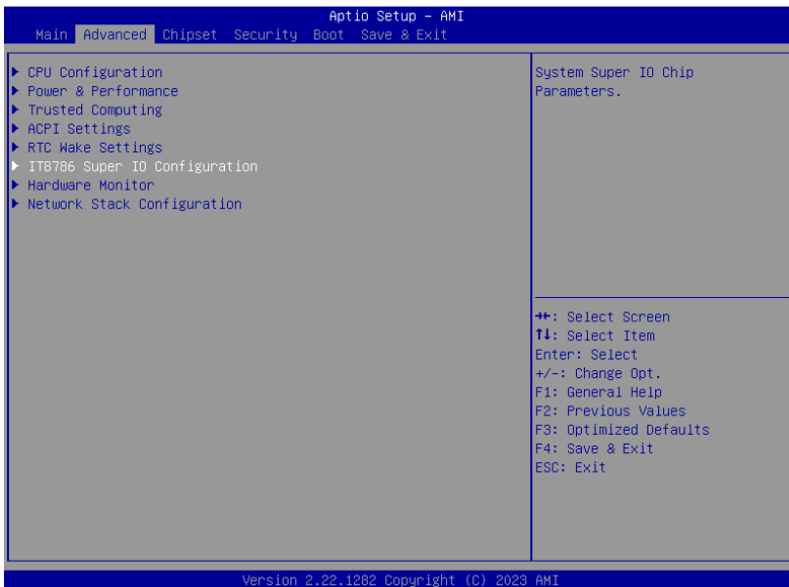 Aptio Setup - AMI
Main Advanced Chipset Security Boot Save & Exit
CPU Configuration
Power & Performance
Trusted Computing
ACPI Settings
RTC Wake Settings
IT8786 Super IO Configuration
Hardware Monitor
Network Stack Configuration
System Super IO Chip
Parameters.
→←: Select Screen
↑↓: Select Item
Enter: Select
+/-: Change Opt.
F1: General Help
F2: Previous Values
F3: Optimized Defaults
F4: Save & Exit
ESC: Exit
Version 2.22.1282 Copyright (C) 2023 AMI